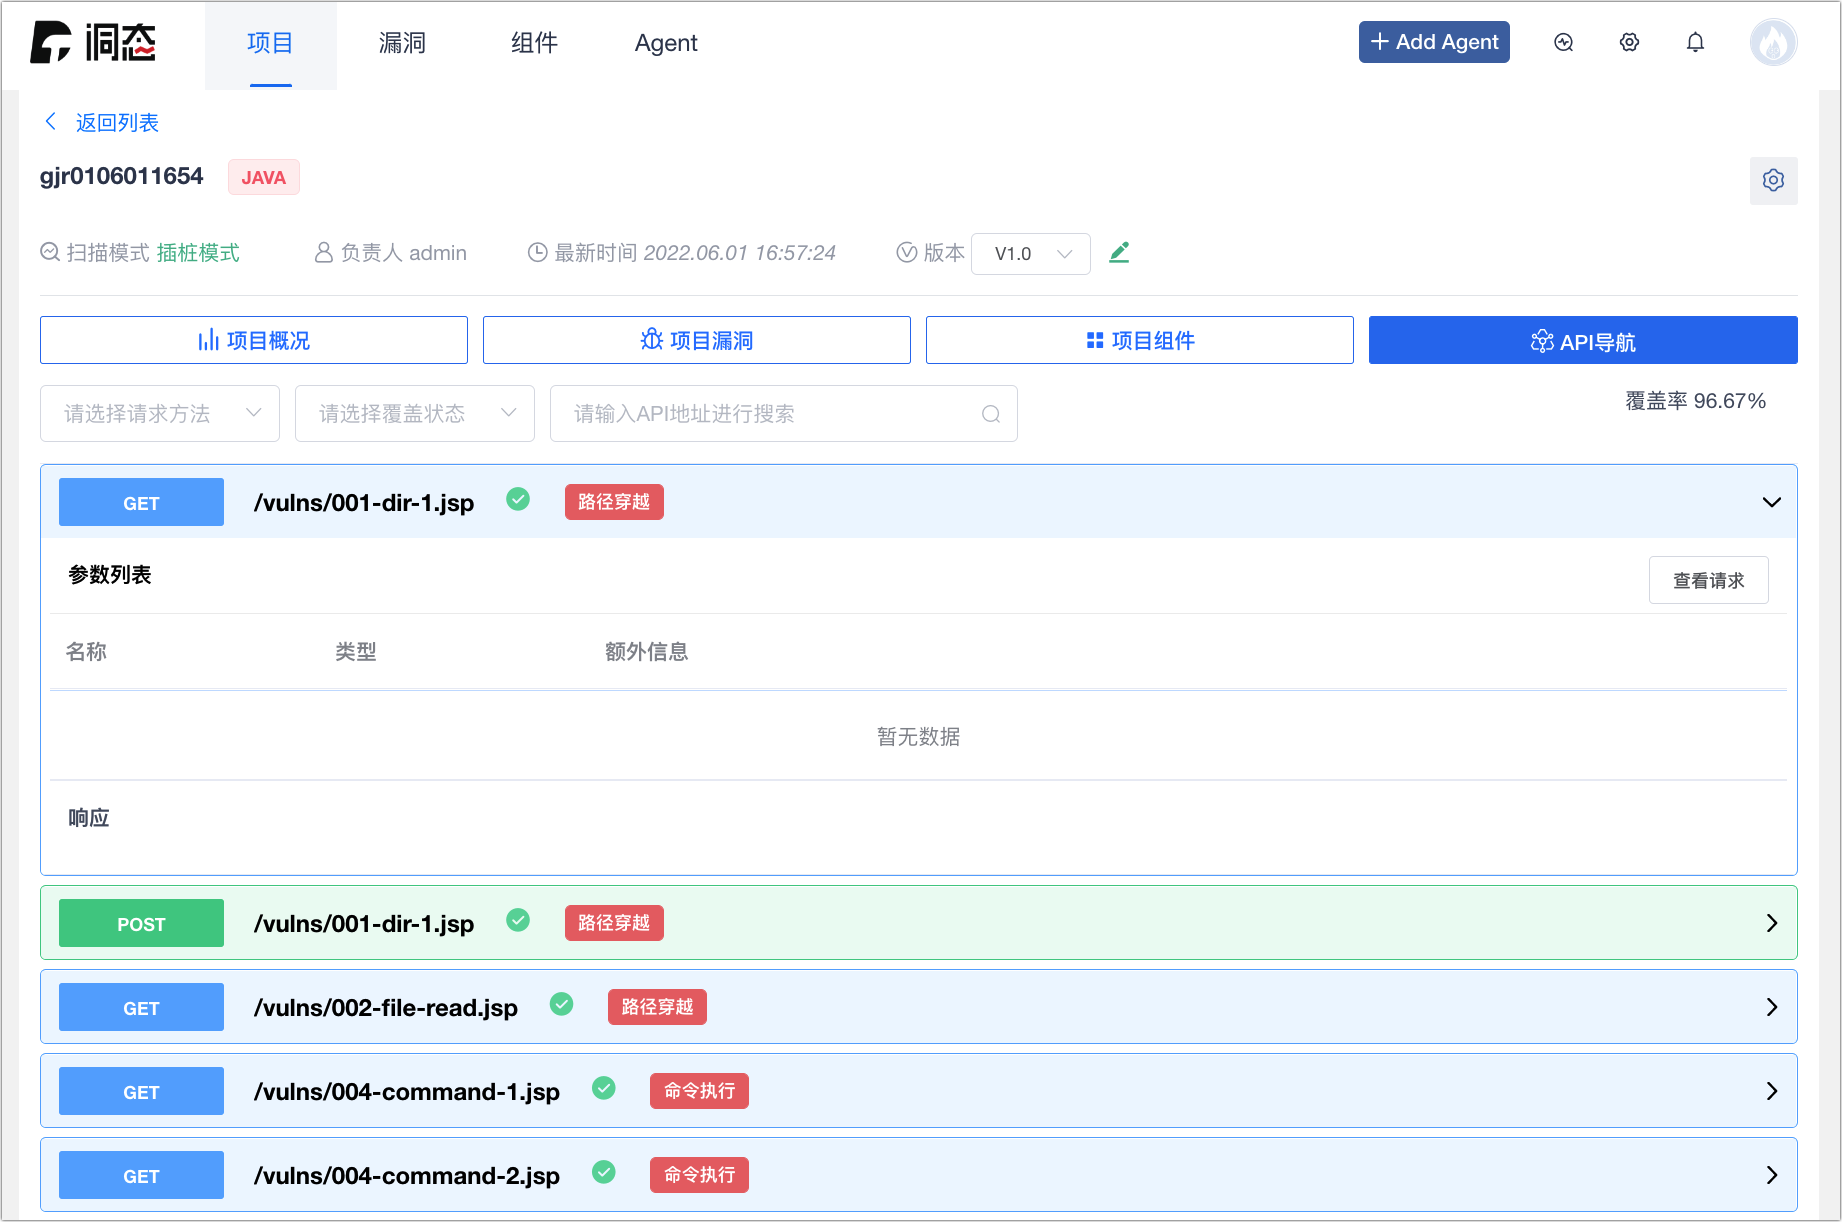 洞态
项目
漏洞
组件
Agent
Add Agent
返回列表
gjr0106011654 JAVA
扫描模式 插桩模式 负责人 admin 最新时间 2022.06.01 16:57:24 版本 V1.0
项目概况
项目漏洞
项目组件
API导航
请选择请求方法
请选择覆盖状态
请输入API地址进行搜索
覆盖率 96.67%
GET /vulns/001-dir-1.jsp 路径穿越
参数列表 查看请求
名称 类型 额外信息
暂无数据
响应
POST /vulns/001-dir-1.jsp 路径穿越
GET /vulns/002-file-read.jsp 路径穿越
GET /vulns/004-command-1.jsp 命令执行
GET /vulns/004-command-2.jsp 命令执行